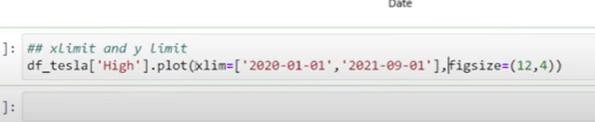 Date
]: ## xlimit and y limit
df_tesla['High'].plot(xlim=['2020-01-01','2021-09-01'],figsize=(12,4))
]: